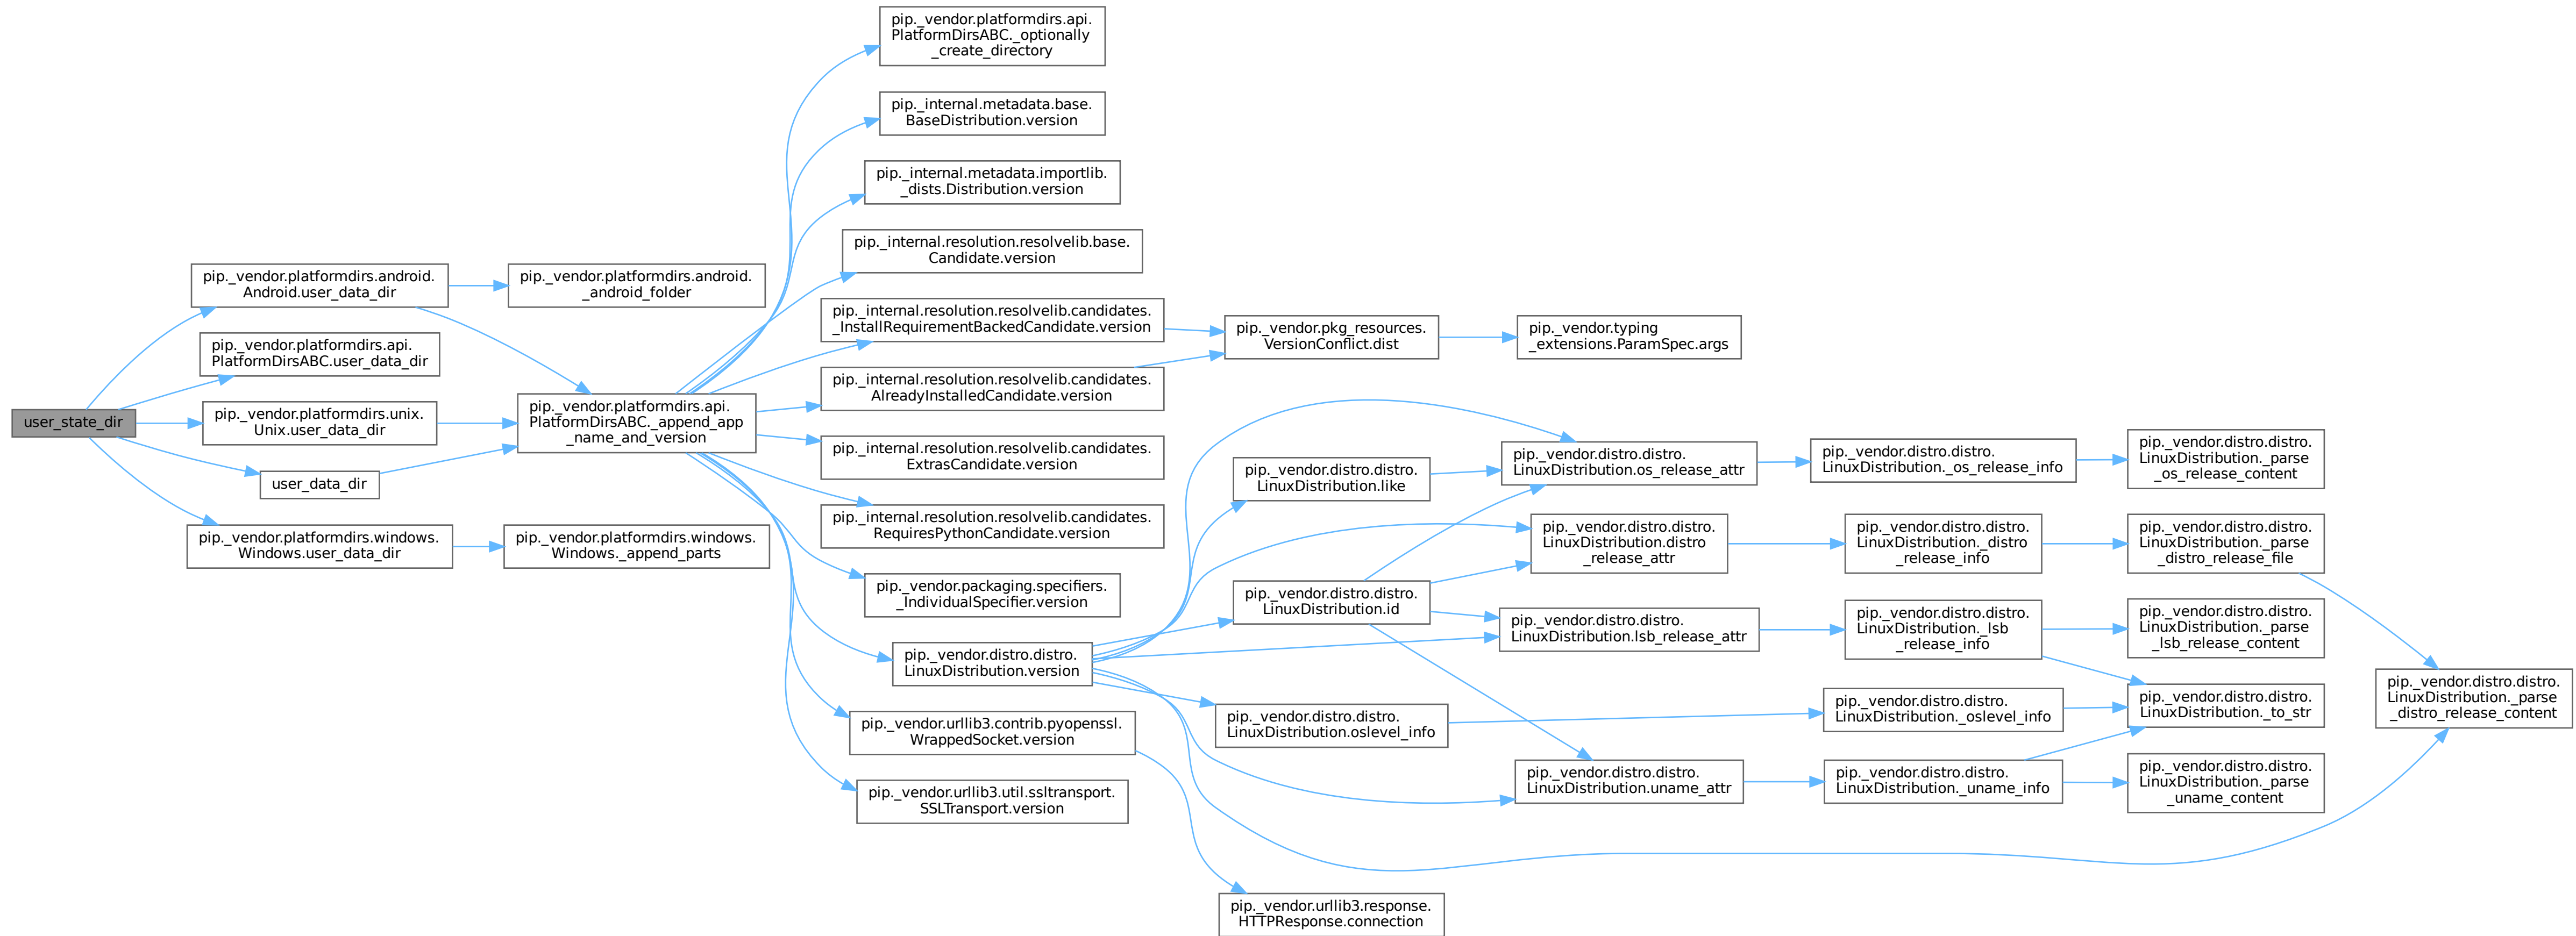 user_state_dir
pip._vendor.platformdirs.android.
Android.user_data_dir
pip._vendor.platformdirs.api.
PlatformDirsABC.user_data_dir
pip._vendor.platformdirs.unix.
Unix.user_data_dir
user_data_dir
pip._vendor.platformdirs.windows.
Windows.user_data_dir
pip._vendor.platformdirs.android.
_android_folder
pip._vendor.platformdirs.api.
PlatformDirsABC._append_app
_name_and_version
pip._vendor.platformdirs.windows.
Windows._append_parts
pip._vendor.platformdirs.api.
PlatformDirsABC._optionally
_create_directory
pip._internal.metadata.base.
BaseDistribution.version
pip._internal.metadata.importlib.
_dists.Distribution.version
pip._internal.resolution.resolvelib.base.
Candidate.version
pip._internal.resolution.resolvelib.candidates.
_InstallRequirementBackedCandidate.version
pip._internal.resolution.resolvelib.candidates.
AlreadyInstalledCandidate.version
pip._internal.resolution.resolvelib.candidates.
ExtrasCandidate.version
pip._internal.resolution.resolvelib.candidates.
RequiresPythonCandidate.version
pip._vendor.packaging.specifiers.
_IndividualSpecifier.version
pip._vendor.distro.distro.
LinuxDistribution.version
pip._vendor.urllib3.contrib.pyopenssl.
WrappedSocket.version
pip._vendor.urllib3.util.ssltransport.
SSLTransport.version
pip._vendor.pkg_resources.
VersionConflict.dist
pip._vendor.distro.distro.
LinuxDistribution.like
pip._vendor.distro.distro.
LinuxDistribution.id
pip._vendor.distro.distro.
LinuxDistribution.oslevel_info
pip._vendor.urllib3.response.
HTTPResponse.connection
pip._vendor.typing
_extensions.ParamSpec.args
pip._vendor.distro.distro.
LinuxDistribution.os_release_attr
pip._vendor.distro.distro.
LinuxDistribution.distro
_release_attr
pip._vendor.distro.distro.
LinuxDistribution.lsb_release_attr
pip._vendor.distro.distro.
LinuxDistribution.uname_attr
pip._vendor.distro.distro.
LinuxDistribution._os_release_info
pip._vendor.distro.distro.
LinuxDistribution._distro
_release_info
pip._vendor.distro.distro.
LinuxDistribution._lsb
_release_info
pip._vendor.distro.distro.
LinuxDistribution._oslevel_info
pip._vendor.distro.distro.
LinuxDistribution._uname_info
pip._vendor.distro.distro.
LinuxDistribution._parse
_os_release_content
pip._vendor.distro.distro.
LinuxDistribution._parse
_distro_release_file
pip._vendor.distro.distro.
LinuxDistribution._parse
_lsb_release_content
pip._vendor.distro.distro.
LinuxDistribution._to_str
pip._vendor.distro.distro.
LinuxDistribution._parse
_uname_content
pip._vendor.distro.distro.
LinuxDistribution._parse
_distro_release_content